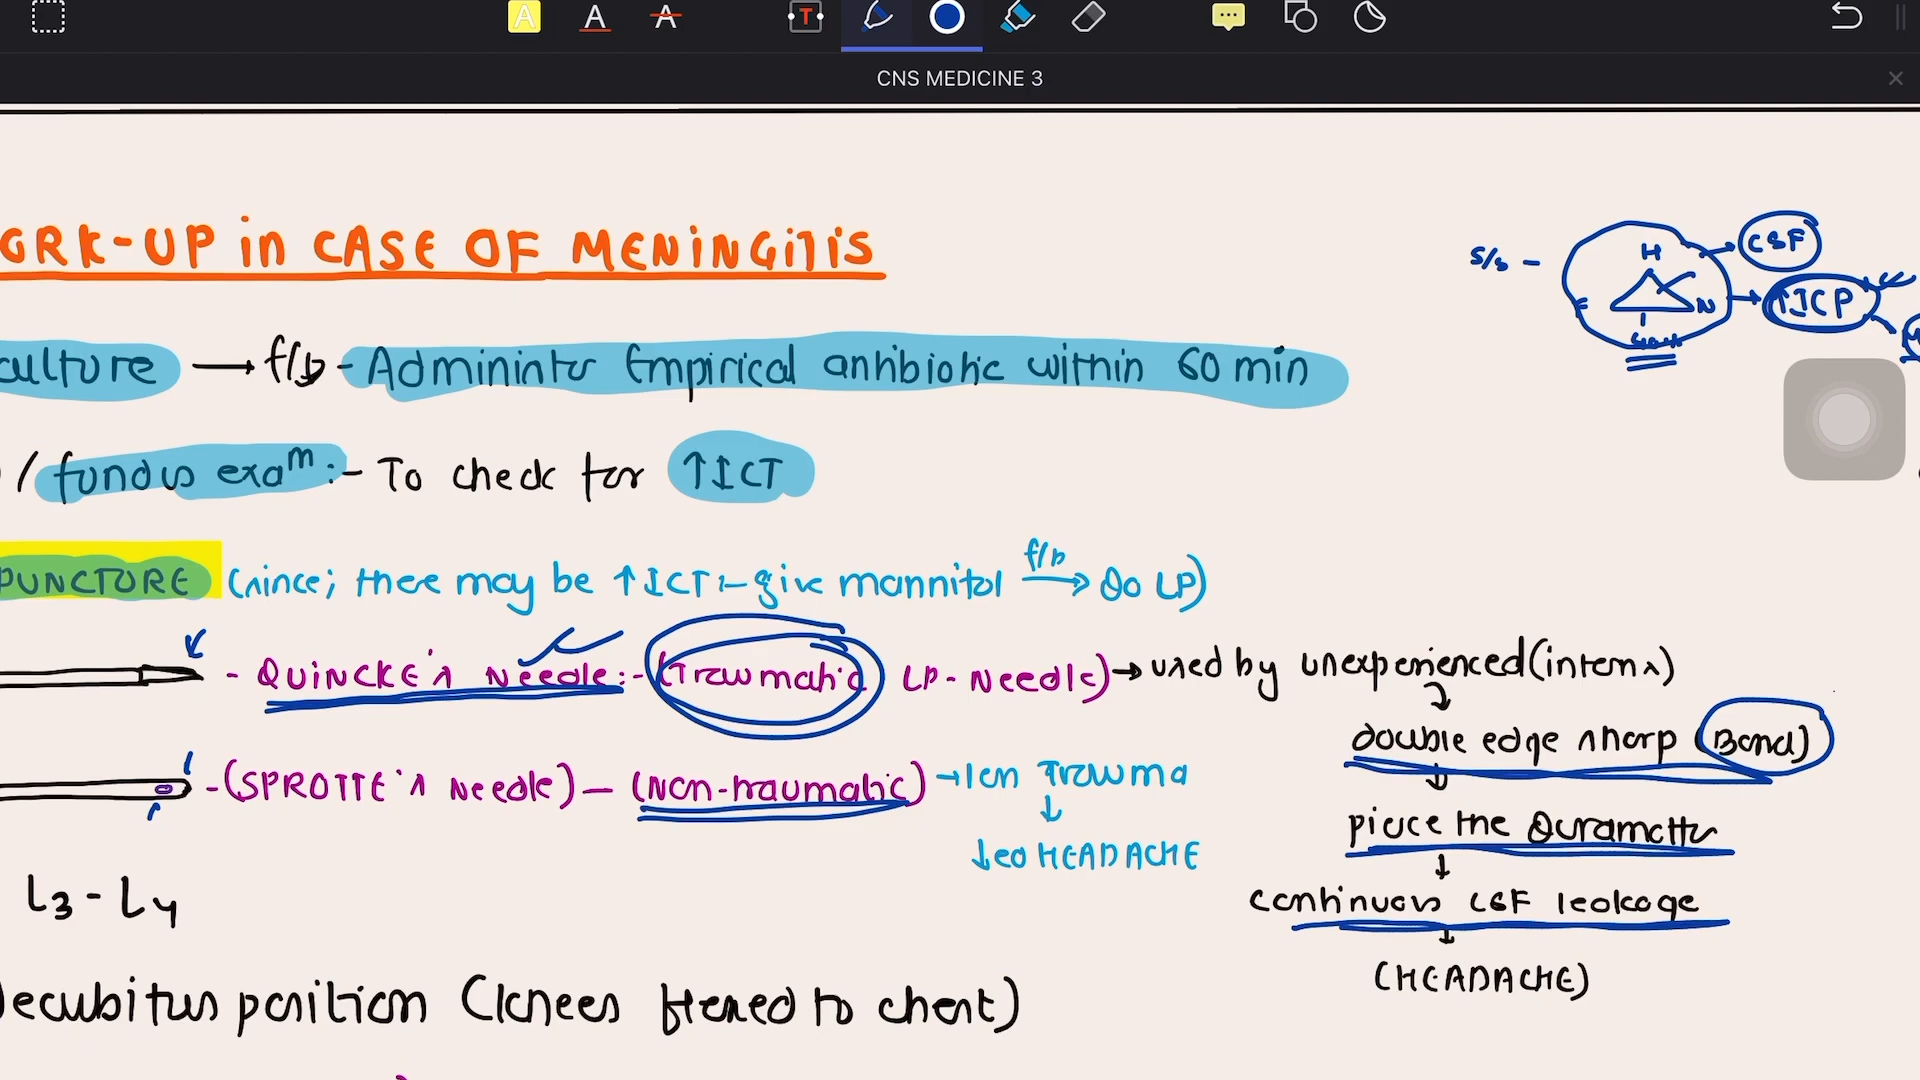 CNS MEDICINE 3
ORK-UP in CASE OF MENINGITIS
S/s -
H
N
CSF
↑ICP
culture → f/b - Administer Empirical antibiotic within 60 min
/ fundus exam :- To check for ↑ICT
PUNCTURE (since; there may be ↑ICT :- give mannitol f/b → Do LP)
- QUINCKE's Needle :- (Traumatic LP-Needle) → used by unexperienced (interns)
double edge sharp (Band)
- (SPROTTE's Needle) — (Non-traumatic) → less Trauma
↓
↓ed HEADACHE
↓
pierce the Duramatter
↓
continuous CSF leakage
↓
(HEADACHE)
L3 - L4
decubitus position (knees flexed to chest)